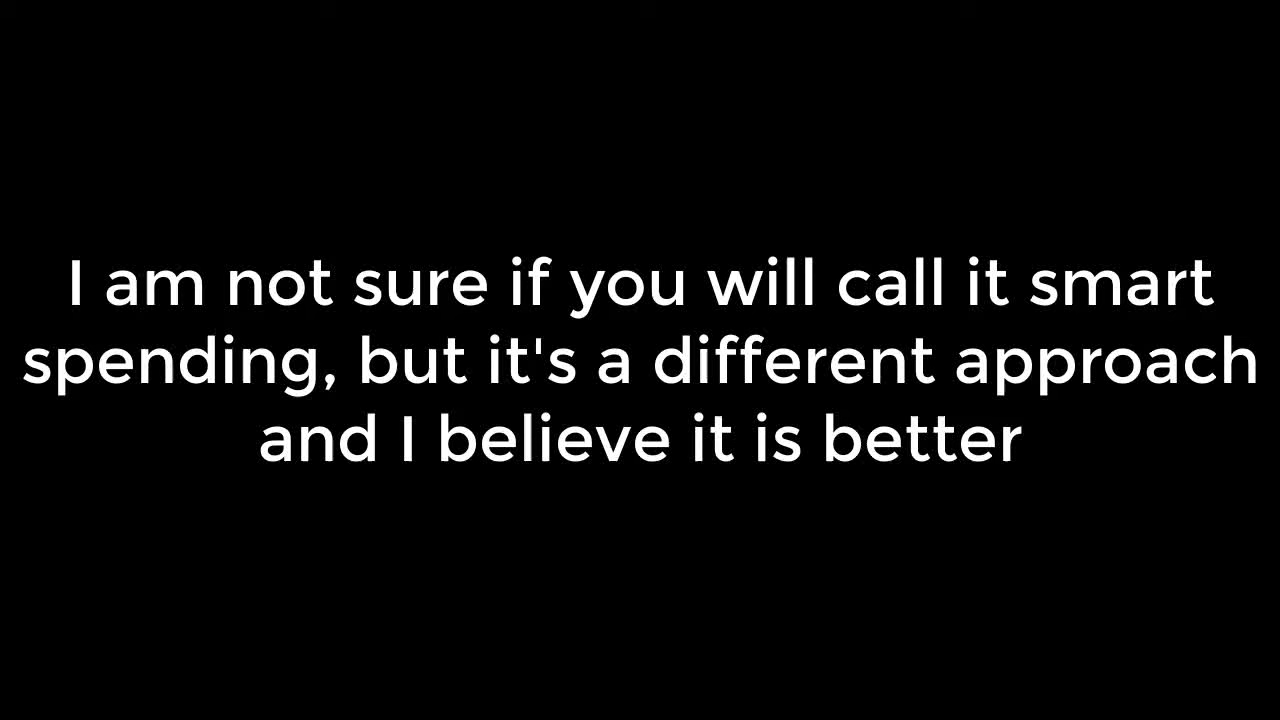 I am not sure if you will call it smart
spending, but it's a different approach
and I believe it is better